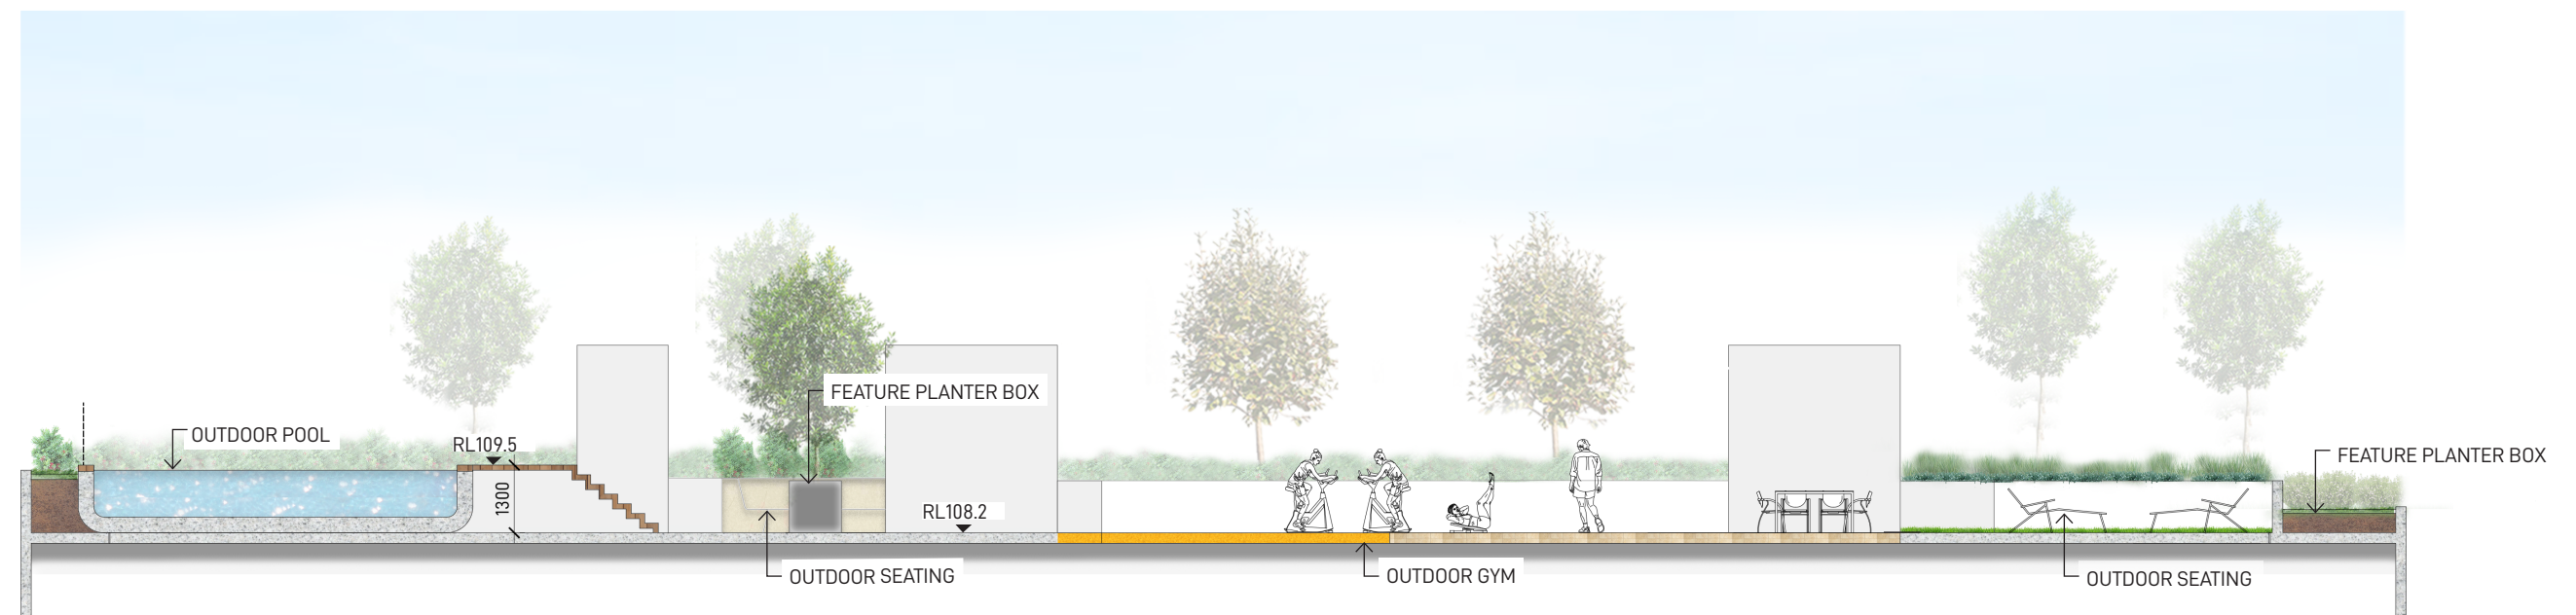 FEATURE PLANTER BOX
OUTDOOR POOL
RL109.5
FEATURE PLANTER BOX
1300
RL108.2
OUTDOOR SEATING
OUTDOOR GYM
OUTDOOR SEATING